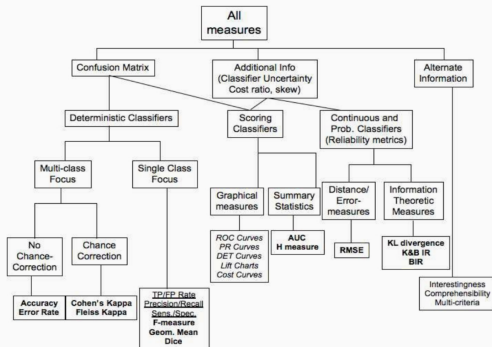 All
measures
Confusion Matrix
Additional Info
(Classifier Uncertainty
Cost ratio, skew)
Alternate
Information
Deterministic Classifiers
Scoring
Classifiers
Continuous and
Prob. Classifiers
(Reliability metrics)
Multi-class
Focus
Single Class
Focus
Graphical
measures
Summary
Statistics
Distance/
Error-
measures
Information
Theoretic
Measures
No
Chance-
Correction
Chance
Correction
ROC Curves
PR Curves
DET Curves
Lift Charts
Cost Curves
AUC
H measure
RMSE
KL divergence
K&B IR
BIR
Accuracy
Error Rate
Cohen's Kappa
Fleiss Kappa
TP/FP Rate
Precision/Recall
Sens./Spec.
F-measure
Geom. Mean
Dice
Interestingness
Comprehensibility
Multi-criteria